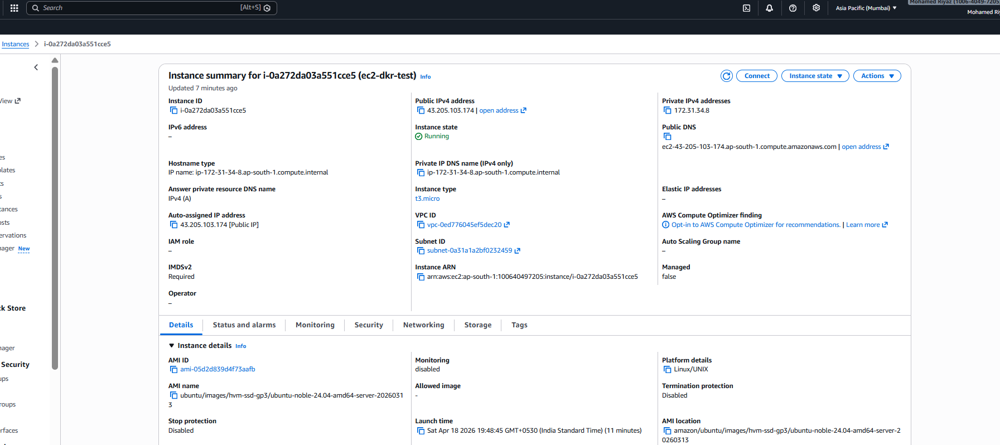 Search [Alt+S]
Asia Pacific (Mumbai)
Mohamed Riyaz (1006-4049-7205
Mohamed Ri
Instances > i-0a272da03a551cce5
View
es
lates
ts
s
tances
osts
ervations
nager New
ck Store
nager
Security
ups
roups
rfaces
Instance summary for i-0a272da03a551cce5 (ec2-dkr-test) Info
Updated 7 minutes ago
Connect
Instance state
Actions
Instance ID
i-0a272da03a551cce5
Public IPv4 address
43.205.103.174 | open address
Private IPv4 addresses
172.31.34.8
IPv6 address
–
Instance state
Running
Public DNS
ec2-43-205-103-174.ap-south-1.compute.amazonaws.com | open address
Hostname type
IP name: ip-172-31-34-8.ap-south-1.compute.internal
Private IP DNS name (IPv4 only)
ip-172-31-34-8.ap-south-1.compute.internal
Answer private resource DNS name
IPv4 (A)
Instance type
t3.micro
Elastic IP addresses
–
Auto-assigned IP address
43.205.103.174 [Public IP]
VPC ID
vpc-0ed776045ef5dec20
AWS Compute Optimizer finding
Opt-in to AWS Compute Optimizer for recommendations. | Learn more
IAM role
–
Subnet ID
subnet-0a31a1a2bf0232459
Auto Scaling Group name
–
IMDSv2
Required
Instance ARN
arn:aws:ec2:ap-south-1:100640497205:instance/i-0a272da03a551cce5
Managed
false
Operator
–
Details
Status and alarms
Monitoring
Security
Networking
Storage
Tags
Instance details Info
AMI ID
ami-05d2d839d4f73aafb
Monitoring
disabled
Platform details
Linux/UNIX
AMI name
ubuntu/images/hvm-ssd-gp3/ubuntu-noble-24.04-amd64-server-2026031
3
Allowed image
-
Termination protection
Disabled
Stop protection
Disabled
Launch time
Sat Apr 18 2026 19:48:45 GMT+0530 (India Standard Time) (11 minutes)
AMI location
amazon/ubuntu/images/hvm-ssd-gp3/ubuntu-noble-24.04-amd64-server-2
0260313